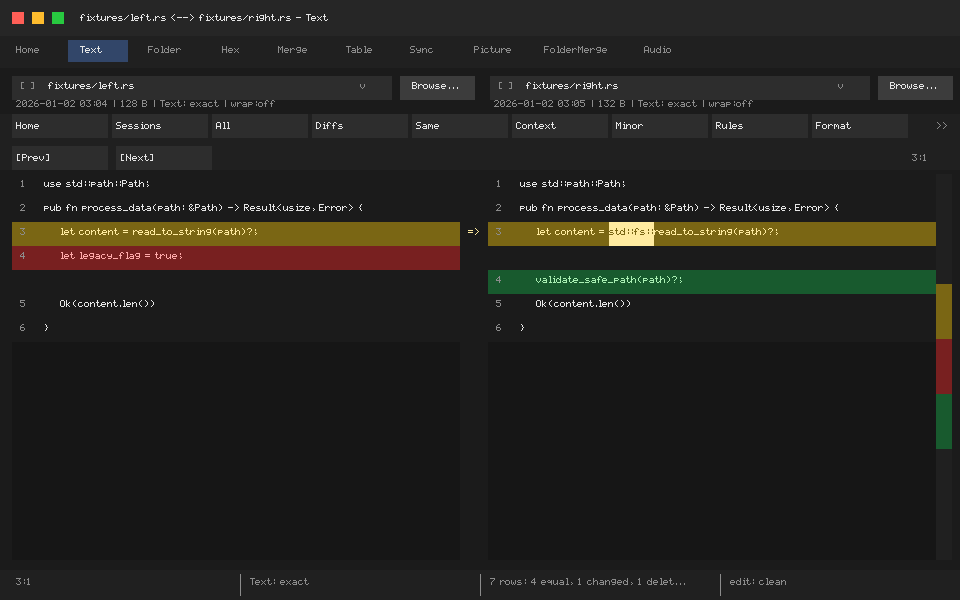 fixtures/left.rs <--> fixtures/right.rs - Text
Home Text Folder Hex Merge Table Sync Picture FolderMerge Audio
[ ] fixtures/left.rs v Browse... [ ] fixtures/right.rs v Browse...
2026-01-02 03:04 | 128 B | Text: exact | wrap:off 2026-01-02 03:05 | 132 B | Text: exact | wrap:off
Home Sessions All Diffs Same Context Minor Rules Format >>
[Prev] [Next] 3:1
1 use std::path::Path; 1 use std::path::Path;
2 pub fn process_data(path: &Path) -> Result(usize, Error) { 2 pub fn process_data(path: &Path) -> Result(usize, Error) {
3 let content = read_to_string(path)?; => 3 let content = std::fs::read_to_string(path)?;
4 let legacy_flag = true;
4 validate_safe_path(path)?;
5 Ok(content.len()) 5 Ok(content.len())
6 } 6 }
3:1 Text: exact 7 rows: 4 equal, 1 changed, 1 delet... edit: clean